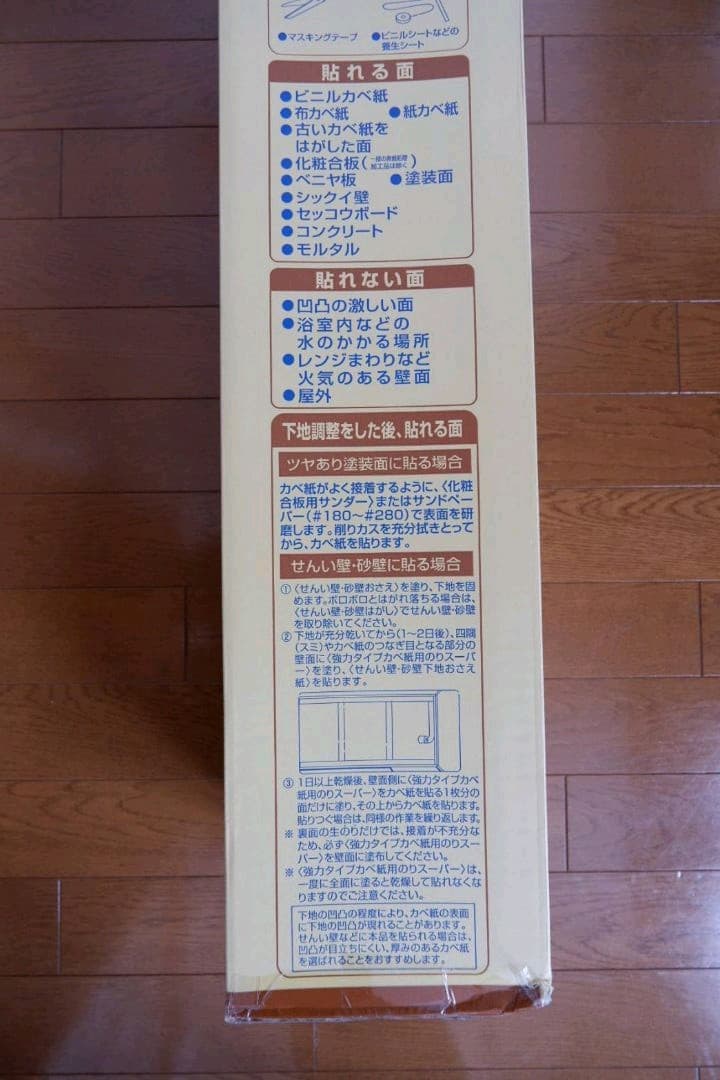 ●マスキングテープ ●ビニルシートなどの
養生シート
貼れる面
●ビニルカベ紙
●布カベ紙 ●紙カベ紙
●古いカベ紙を
はがした面
●化粧合板(一部の表面処理
加工品は除く)
●ベニヤ板 ●塗装面
●シックイ壁
●セッコウボード
●コンクリート
●モルタル
貼れない面
●凹凸の激しい面
●浴室内などの
水のかかる場所
●レンジまわりなど
火気のある壁面
●屋外
下地調整をした後、貼れる面
ツヤあり塗装面に貼る場合
カベ紙がよく接着するように、〈化粧
合板用サンダー〉またはサンドペー
パー(#180〜#280)で表面を研
磨します。削りカスを充分拭きとって
から、カベ紙を貼ります。
せんい壁・砂壁に貼る場合
①〈せんい壁・砂壁おさえ〉を塗り、下地を固
めます。ボロボロとはがれ落ちる場合は、
〈せんい壁・砂壁はがし〉でせんい壁・砂壁
を取り除いてください。
②下地が充分乾いてから(1〜2日後)、四隅
(スミ)やカベ紙のつなぎ目となる部分の
壁面に〈強力タイプカベ紙用のりスーパ
ー〉を塗り、〈せんい壁・砂壁下地おさえ
紙〉を貼ります。
③1日以上乾燥後、壁面側に〈強力タイプカベ
紙用のりスーパー〉をカベ紙を貼る1枚分の
面だけに塗り、その上からカベ紙を貼ります。
貼りつぐ場合は、同様の作業を繰り返します。
※裏面の生のりだけでは、接着が不充分な
ため、必ず〈強力タイプカベ紙用のりスー
パー〉を壁面に塗布してください。
※〈強力タイプカベ紙用のりスーパー〉は、
一度に全面に塗ると乾燥して貼れなくな
りますのでご注意ください。
下地の凹凸の程度により、カベ紙の表面
に下地の凹凸が現れることがあります。
せんい壁などに本品を貼られる場合は、
凹凸が目立ちにくい、厚みのあるカベ紙
を選ばれることをおすすめします。